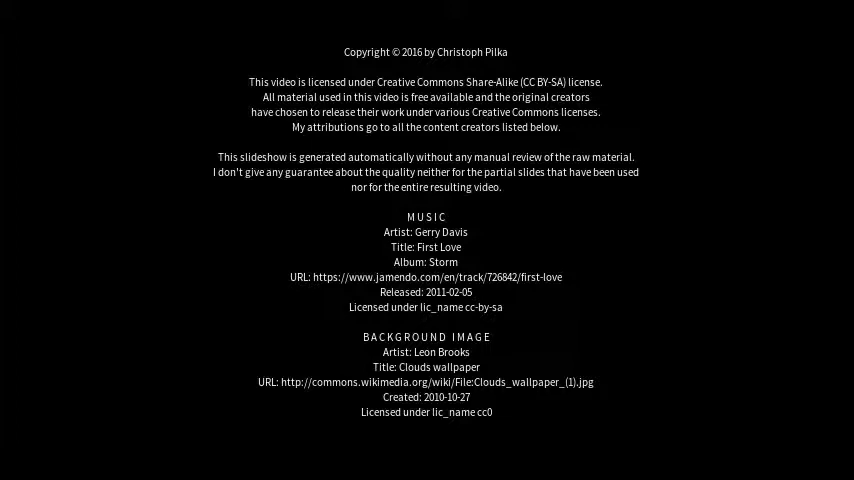 Copyright © 2016 by Christoph Pilka
This video is licensed under Creative Commons Share-Alike (CC BY-SA) license.
All material used in this video is free available and the original creators
have chosen to release their work under various Creative Commons licenses.
My attributions go to all the content creators listed below.
This slideshow is generated automatically without any manual review of the raw material.
I don't give any guarantee about the quality neither for the partial slides that have been used
nor for the entire resulting video.
M U S I C
Artist: Gerry Davis
Title: First Love
Album: Storm
URL: https://www.jamendo.com/en/track/726842/first-love
Released: 2011-02-05
Licensed under lic_name cc-by-sa
B A C K G R O U N D   I M A G E
Artist: Leon Brooks
Title: Clouds wallpaper
URL: http://commons.wikimedia.org/wiki/File:Clouds_wallpaper_(1).jpg
Created: 2010-10-27
Licensed under lic_name cc0